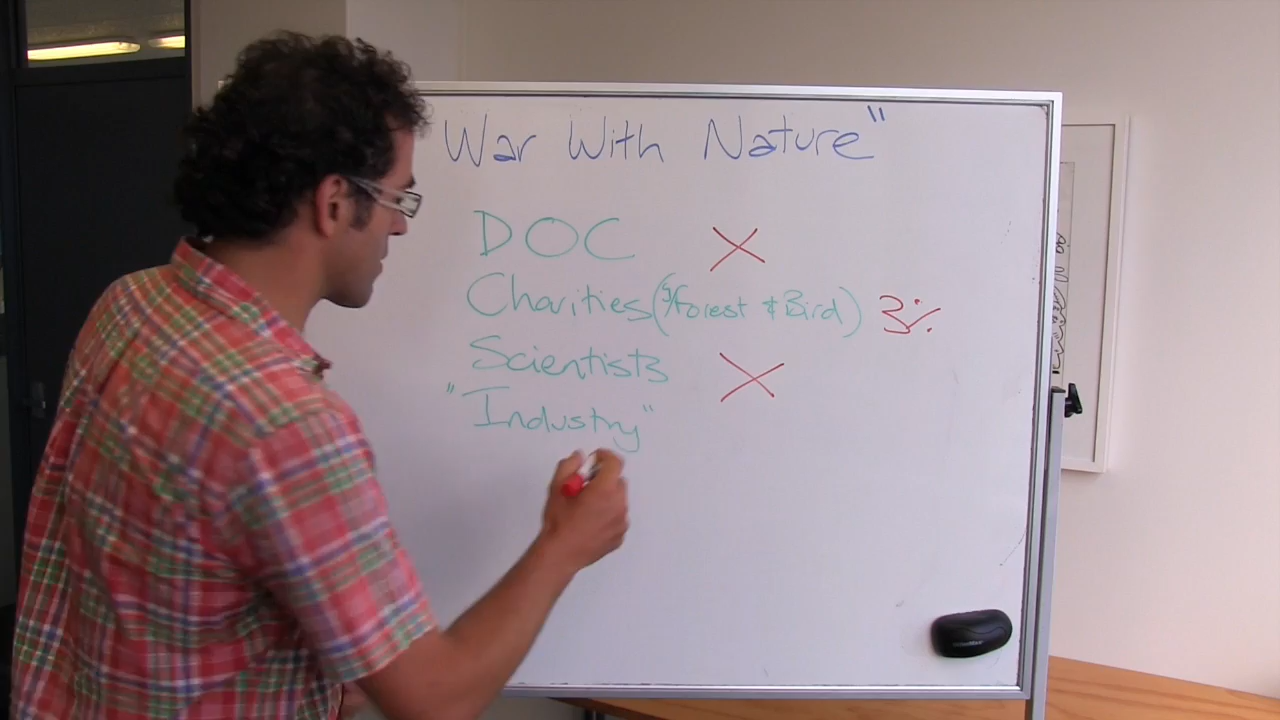 War With Nature"
DOC X
Charities (Forest & Bird) 3%
Scientists X
"Industry"